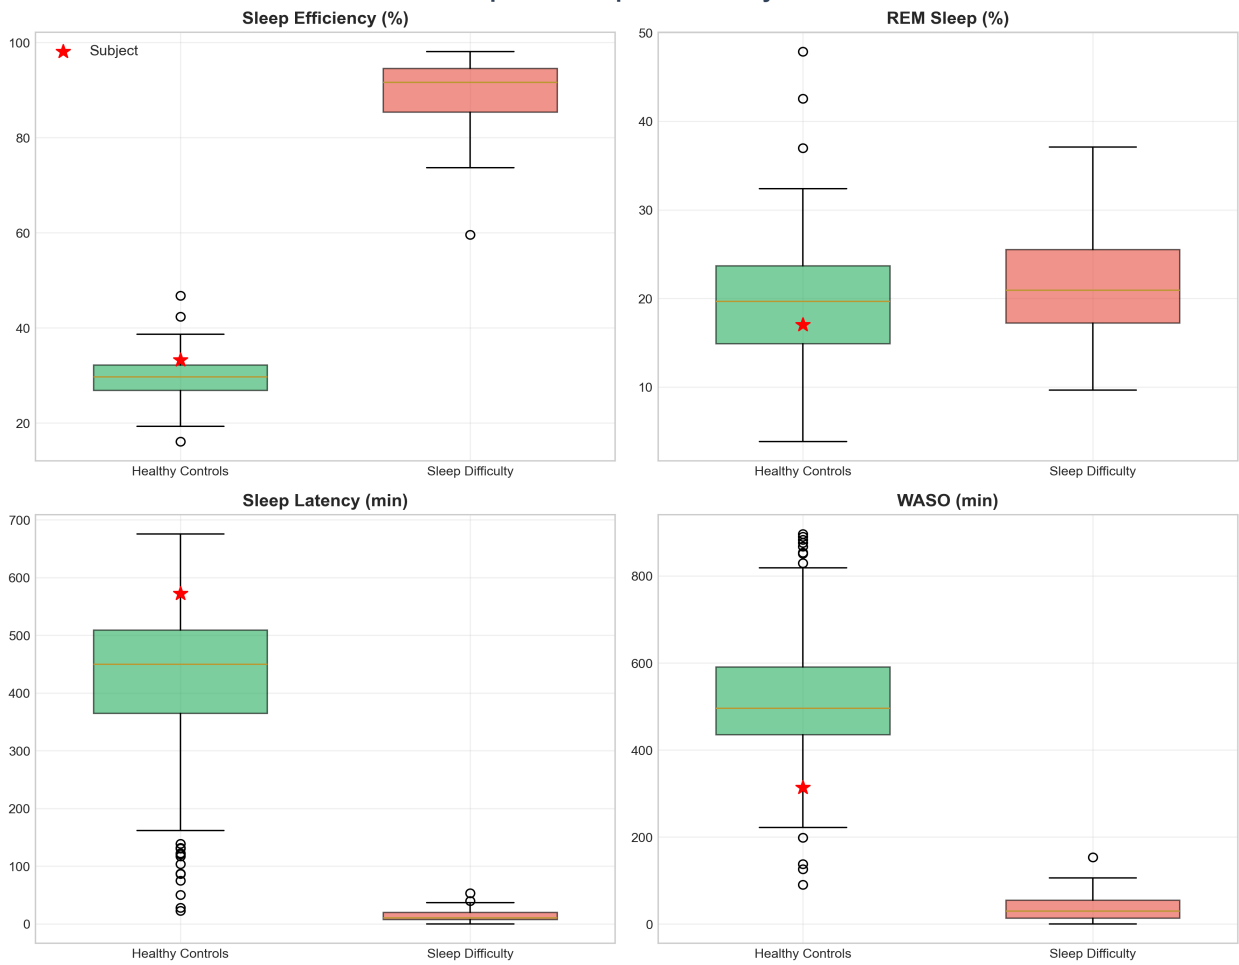 Sleep Efficiency (%)
100
80
60
40
20
Subject
Healthy Controls
Sleep Difficulty
REM Sleep (%)
50
40
30
20
10
Healthy Controls
Sleep Difficulty
Sleep Latency (min)
700
600
500
400
300
200
100
0
Healthy Controls
Sleep Difficulty
WASO (min)
800
600
400
200
0
Healthy Controls
Sleep Difficulty